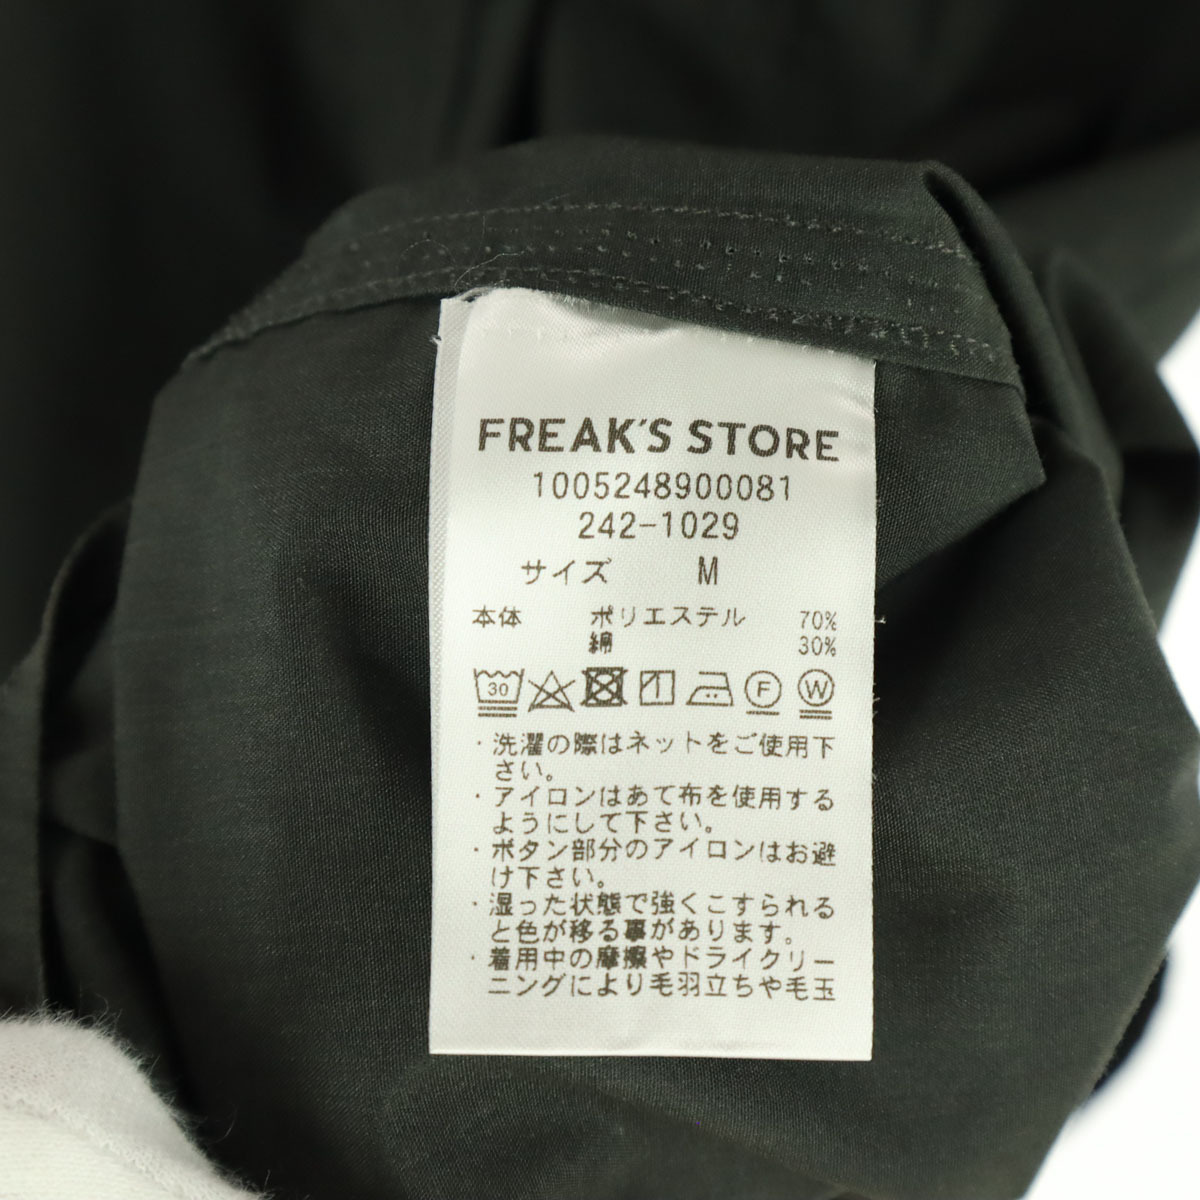 FREAK'S STORE
1005248900081
242-1029
サイズ M
本体 ポリエステル 70%
綿 30%
30 F W
・洗濯の際はネットをご使用下
さい。
・アイロンはあて布を使用する
ようにして下さい。
・ボタン部分のアイロンはお避
け下さい。
・湿った状態で強くこすられる
と色が移る事があります。
・着用中の摩擦やドライクリー
ニングにより毛羽立ちや毛玉